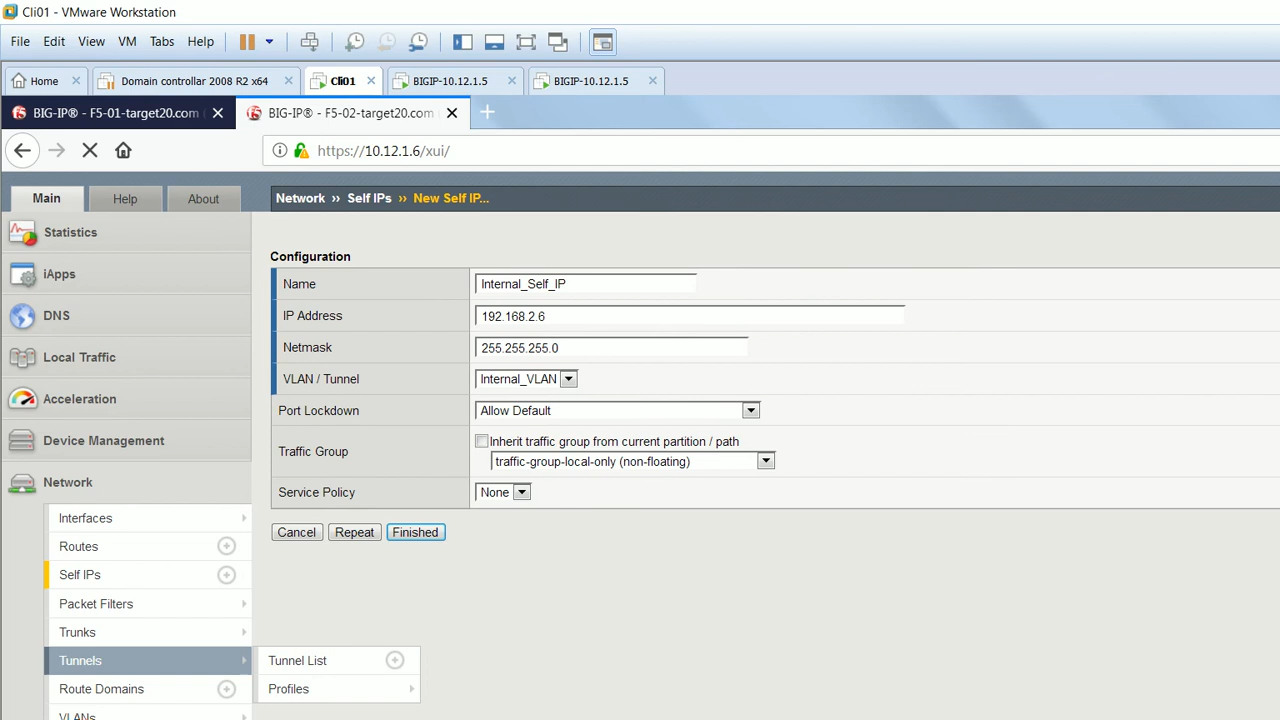 Cli01 - VMware Workstation
File Edit View VM Tabs Help
Home Domain controllar 2008 R2 x64 Cli01 BIGIP-10.12.1.5 BIGIP-10.12.1.5
BIG-IP® - F5-01-target20.com ( BIG-IP® - F5-02-target20.com
https://10.12.1.6/xui/
Main Help About
Network » Self IPs » New Self IP...
Statistics
iApps
DNS
Local Traffic
Acceleration
Device Management
Network
Interfaces
Routes
Self IPs
Packet Filters
Trunks
Tunnels
Route Domains
VLANs
Tunnel List
Profiles
Configuration
Name Internal_Self_IP
IP Address 192.168.2.6
Netmask 255.255.255.0
VLAN / Tunnel Internal_VLAN
Port Lockdown Allow Default
Traffic Group Inherit traffic group from current partition / path
traffic-group-local-only (non-floating)
Service Policy None
Cancel Repeat Finished